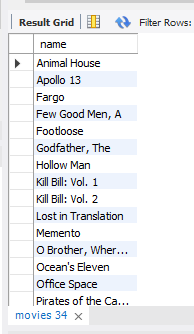 Result Grid Filter Rows:
name
Animal House
Apollo 13
Fargo
Few Good Men, A
Footloose
Godfather, The
Hollow Man
Kill Bill: Vol. 1
Kill Bill: Vol. 2
Lost in Translation
Memento
O Brother, Wher...
Ocean's Eleven
Office Space
Pirates of the Ca...
movies 34 ×